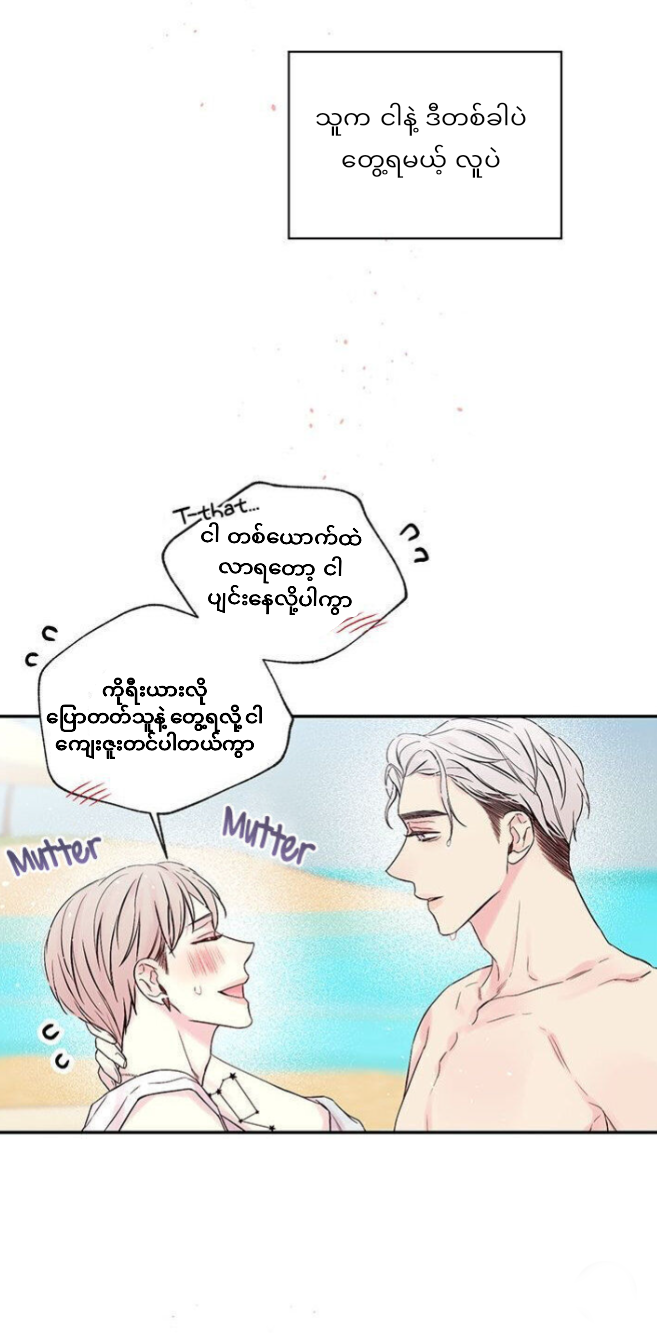 သူက ငါနဲ့ ဒီတစ်ခါပဲ
တွေ့ရမယ့် လူပဲ
T-that...
ငါ တစ်ယောက်ထဲ
လာရတော့ ငါ
ပျင်းနေလို့ပါကွာ
ကိုရီးယားလို
ပြောတတ်သူနဲ့ တွေ့ရလို့ ငါ
ကျေးဇူးတင်ပါတယ်ကွာ
Mutter
Mutter